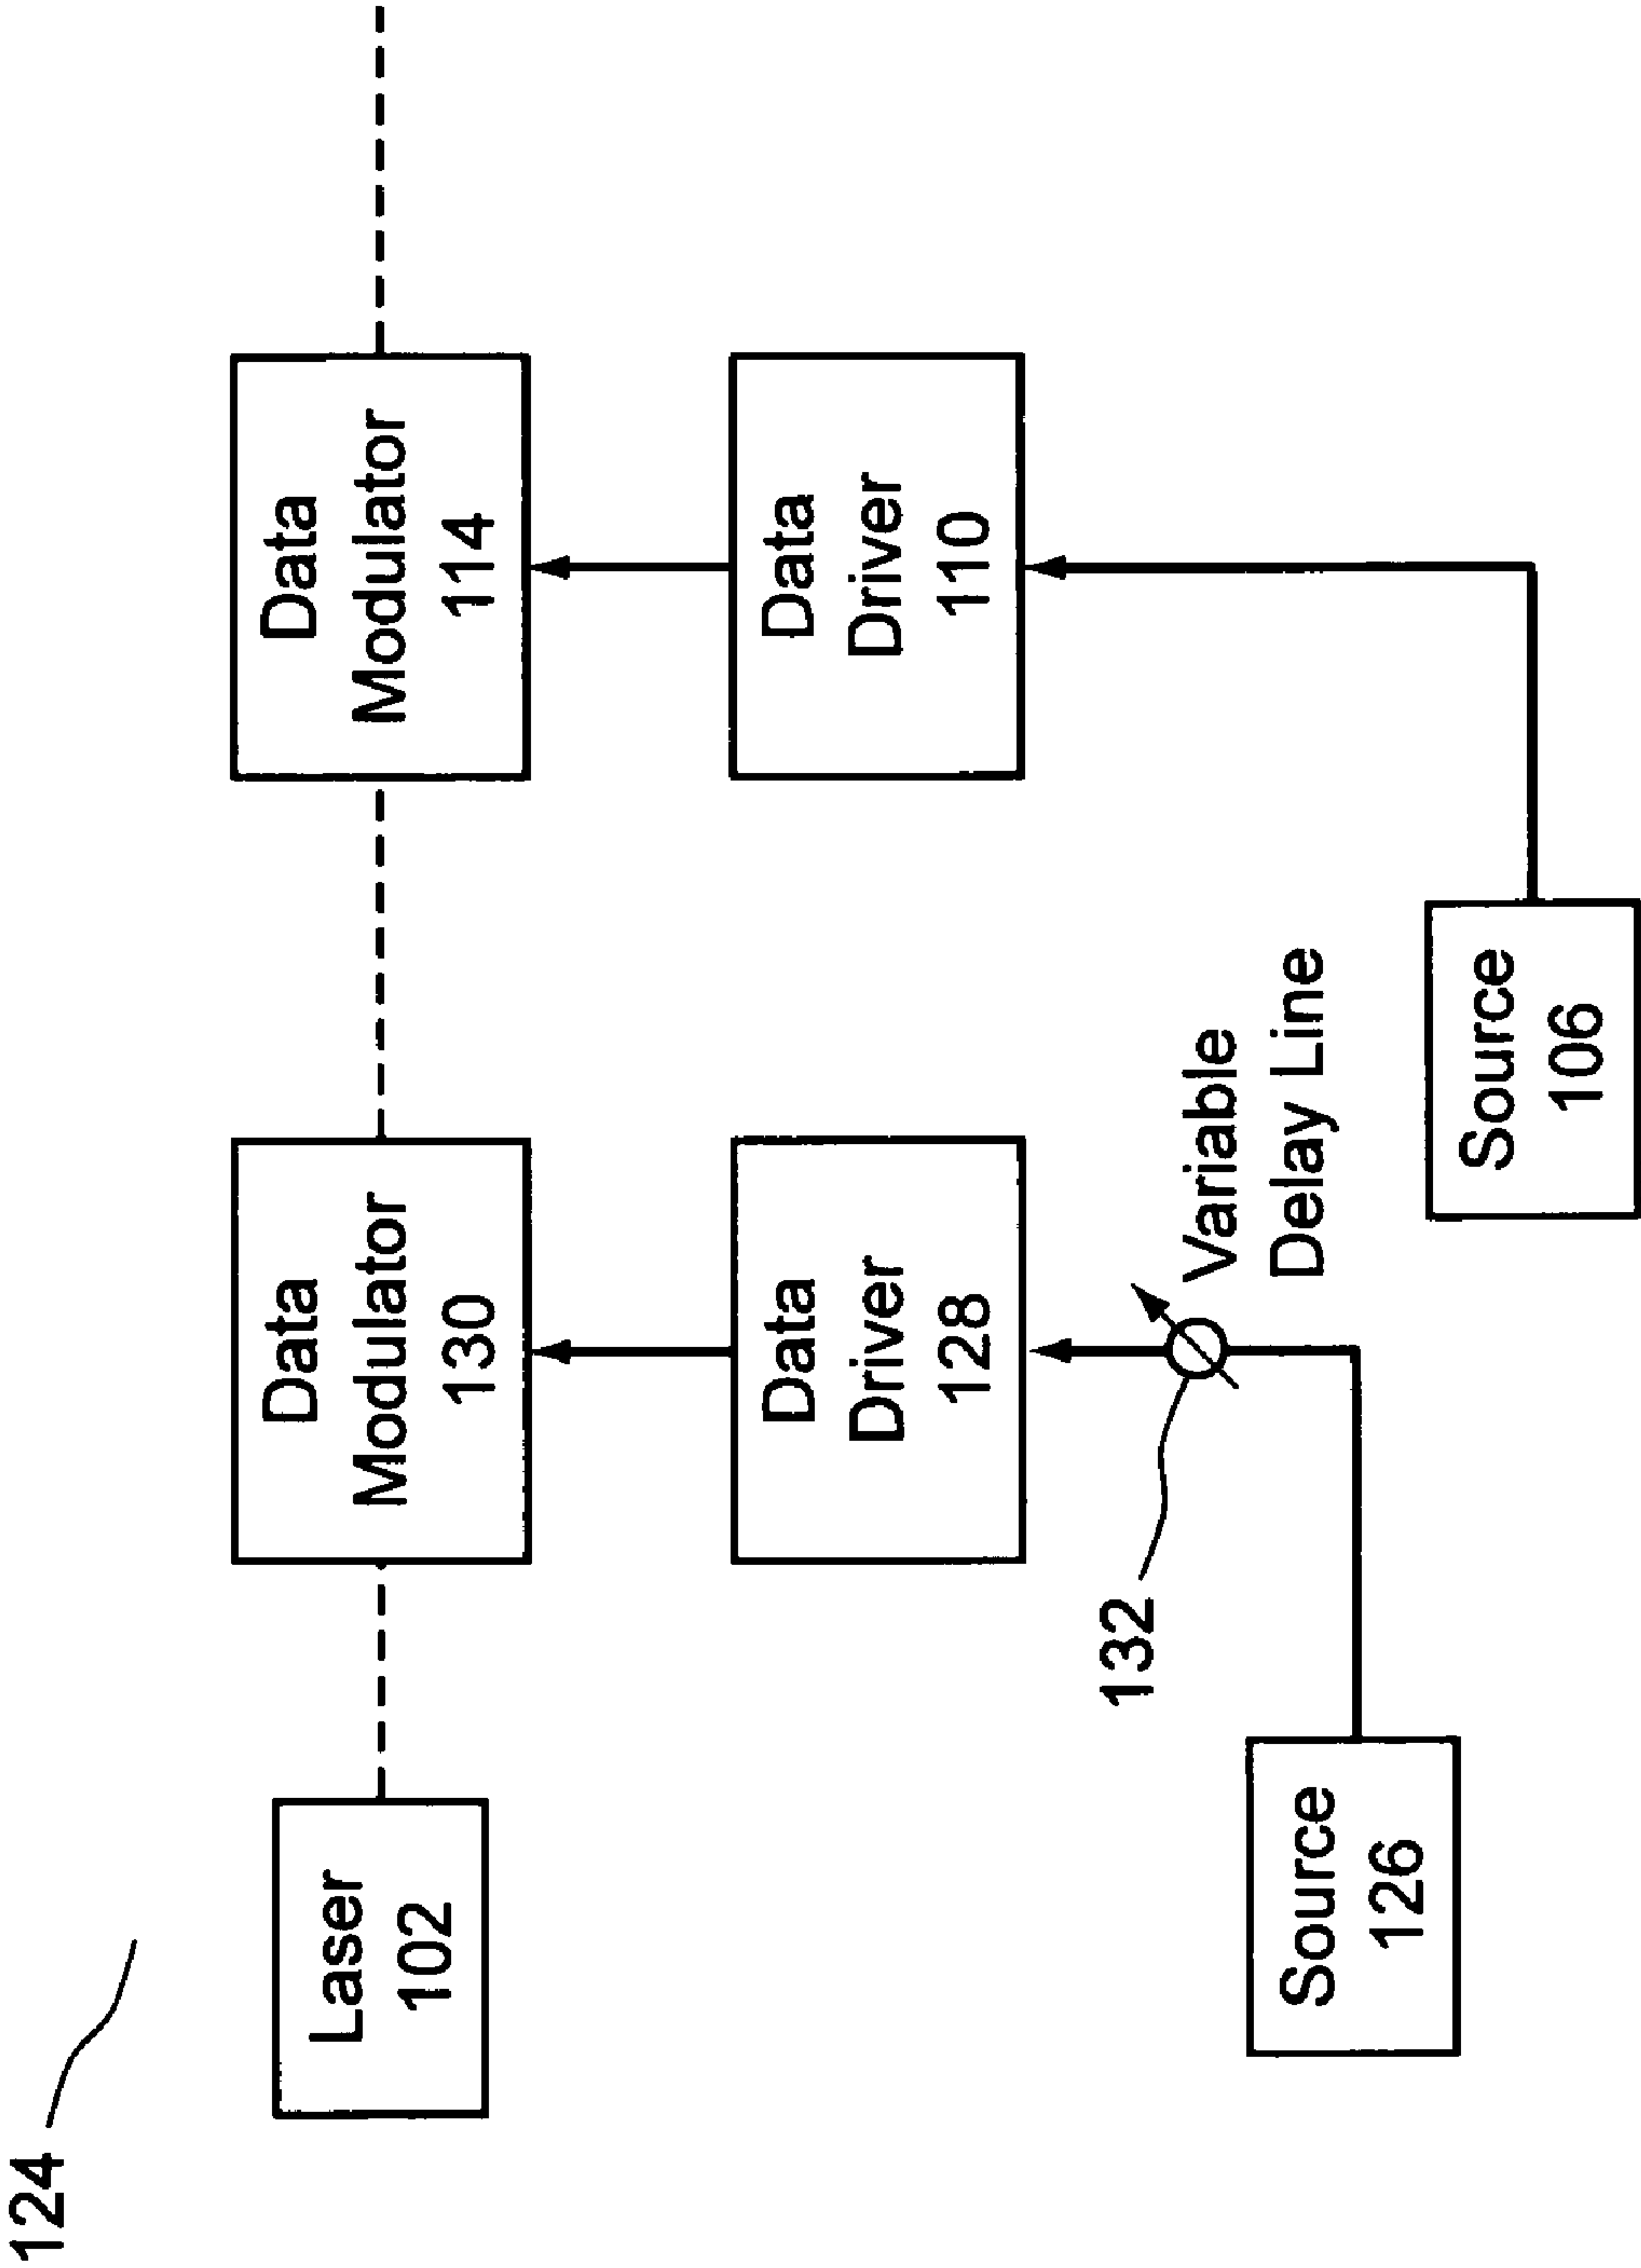 124
Laser
102
Data
Modulator
130
Data
Modulator
114
Data
Driver
128
Data
Driver
110
132
Variable
Delay Line
Source
126
Source
106